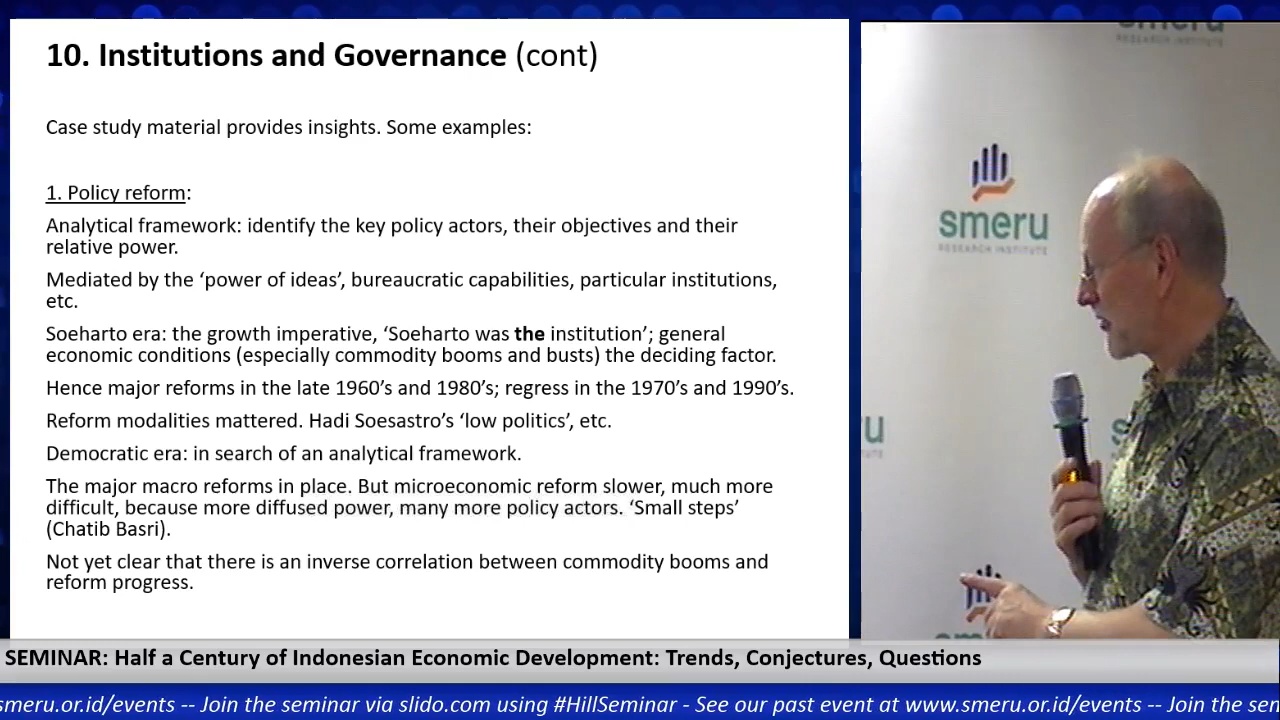 10. Institutions and Governance (cont)
Case study material provides insights. Some examples:
1. Policy reform:
Analytical framework: identify the key policy actors, their objectives and their
relative power.
Mediated by the ‘power of ideas’, bureaucratic capabilities, particular institutions,
etc.
Soeharto era: the growth imperative, ‘Soeharto was the institution’; general
economic conditions (especially commodity booms and busts) the deciding factor.
Hence major reforms in the late 1960’s and 1980’s; regress in the 1970’s and 1990’s.
Reform modalities mattered. Hadi Soesastro’s ‘low politics’, etc.
Democratic era: in search of an analytical framework.
The major macro reforms in place. But microeconomic reform slower, much more
difficult, because more diffused power, many more policy actors. ‘Small steps’
(Chatib Basri).
Not yet clear that there is an inverse correlation between commodity booms and
reform progress.
RESEARCH INSTITUTE
smeru
RESEARCH INSTITUTE
SEMINAR: Half a Century of Indonesian Economic Development: Trends, Conjectures, Questions
smeru.or.id/events -- Join the seminar via slido.com using #HillSeminar - See our past event at www.smeru.or.id/events -- Join the sen